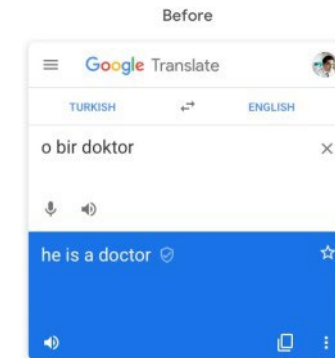 Before
Google Translate
TURKISH ENGLISH
o bir doktor
he is a doctor